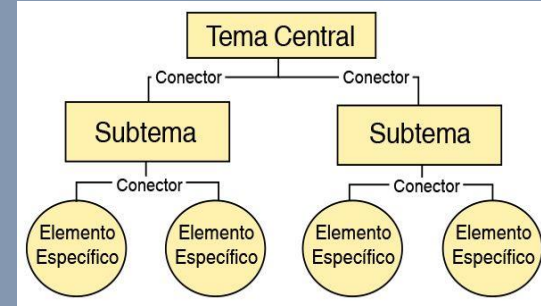 Tema Central
Conector Conector
Subtema Subtema
Conector Conector
Elemento Elemento Elemento Elemento
Específico Específico Específico Específico